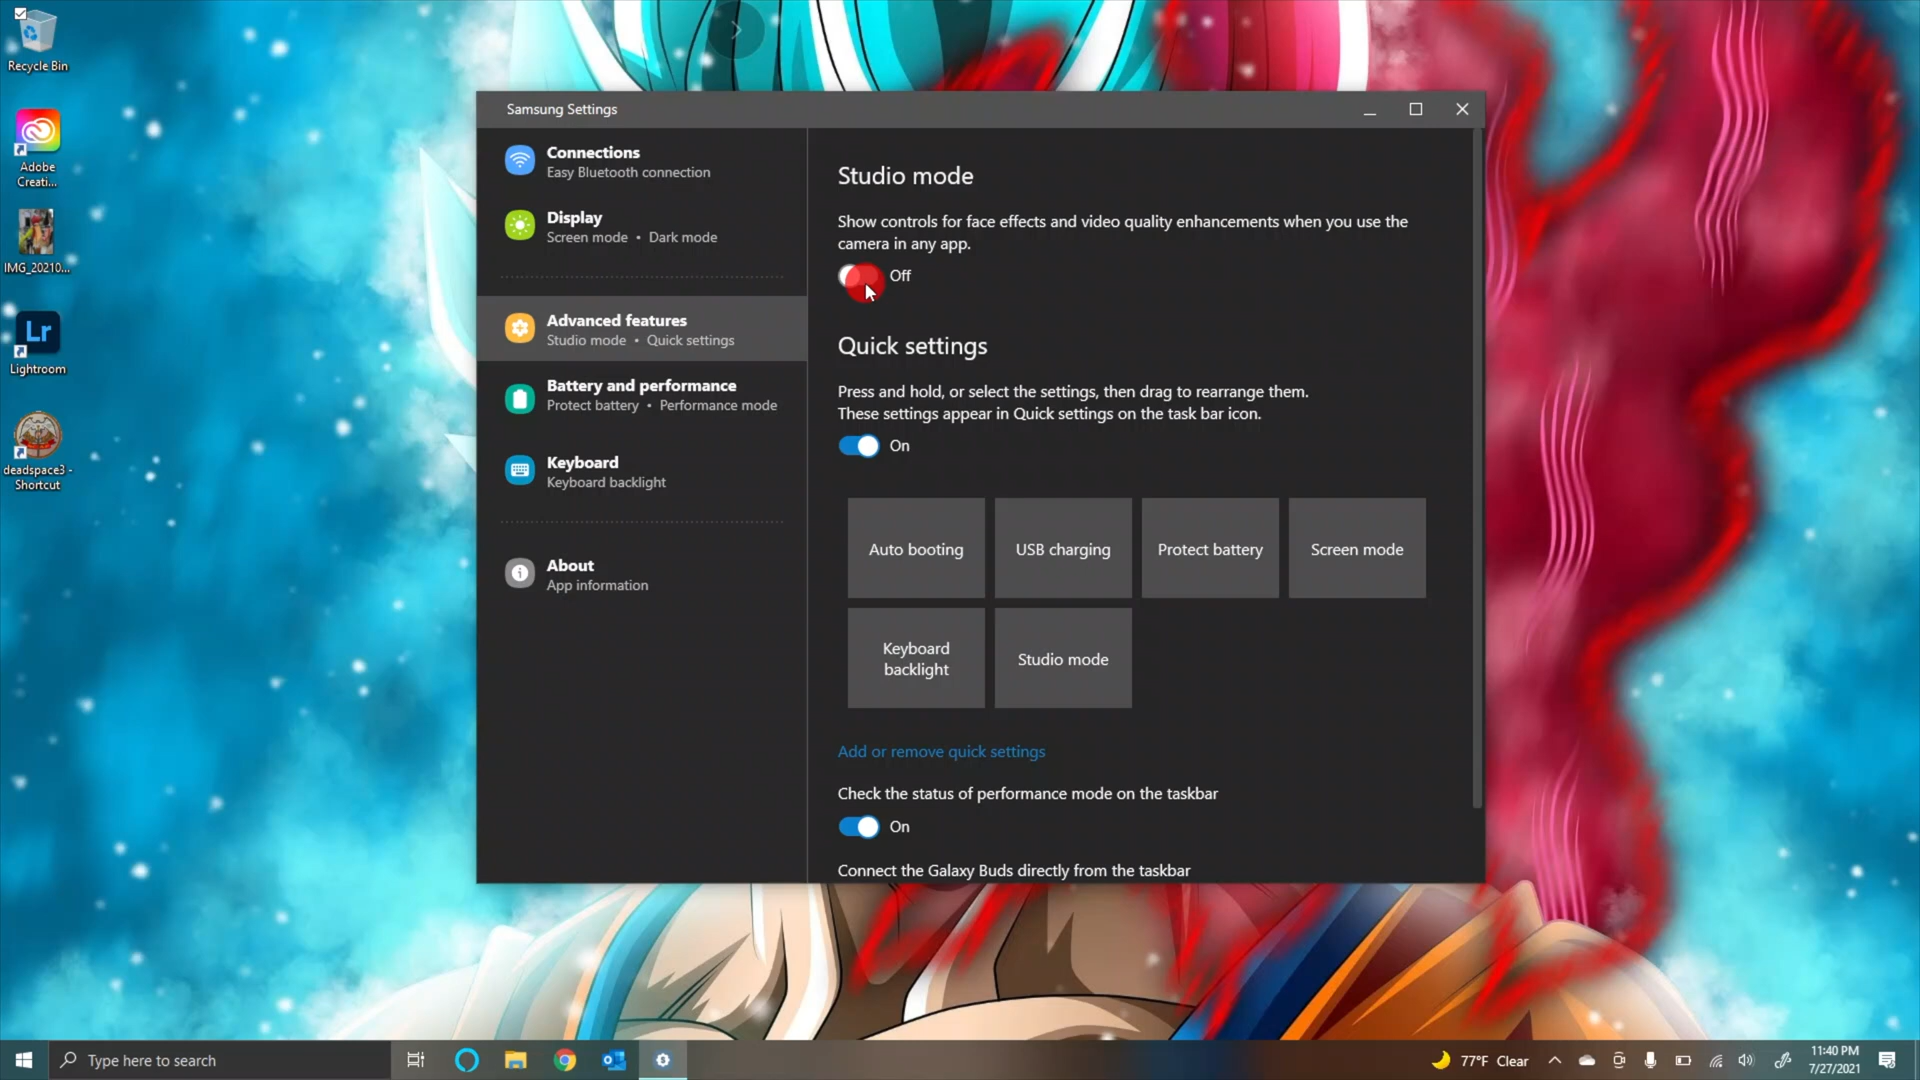 Recycle Bin
Adobe
Creati...
IMG_20210...
Lr
Lightroom
deadspace3 -
Shortcut
Samsung Settings
Connections
Easy Bluetooth connection
Display
Screen mode • Dark mode
Advanced features
Studio mode • Quick settings
Battery and performance
Protect battery • Performance mode
Keyboard
Keyboard backlight
About
App information
Studio mode
Show controls for face effects and video quality enhancements when you use the
camera in any app.
Off
Quick settings
Press and hold, or select the settings, then drag to rearrange them.
These settings appear in Quick settings on the task bar icon.
On
Auto booting
USB charging
Protect battery
Screen mode
Keyboard
backlight
Studio mode
Add or remove quick settings
Check the status of performance mode on the taskbar
On
Connect the Galaxy Buds directly from the taskbar
Type here to search
77°F Clear
11:40 PM
7/27/2021